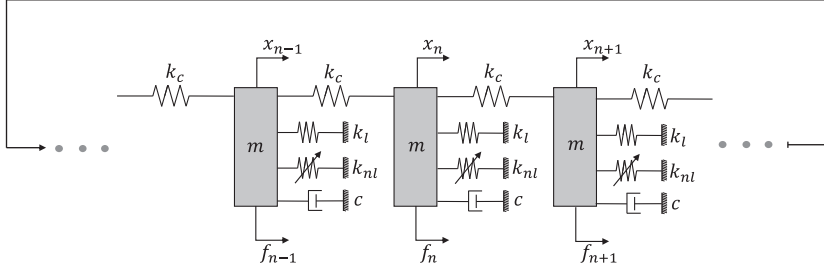 x_{n-1} x_n x_{n+1}
k_c k_c k_c k_c
m k_l m k_l m k_l
k_{nl} k_{nl} k_{nl}
c c c
f_{n-1} f_n f_{n+1}